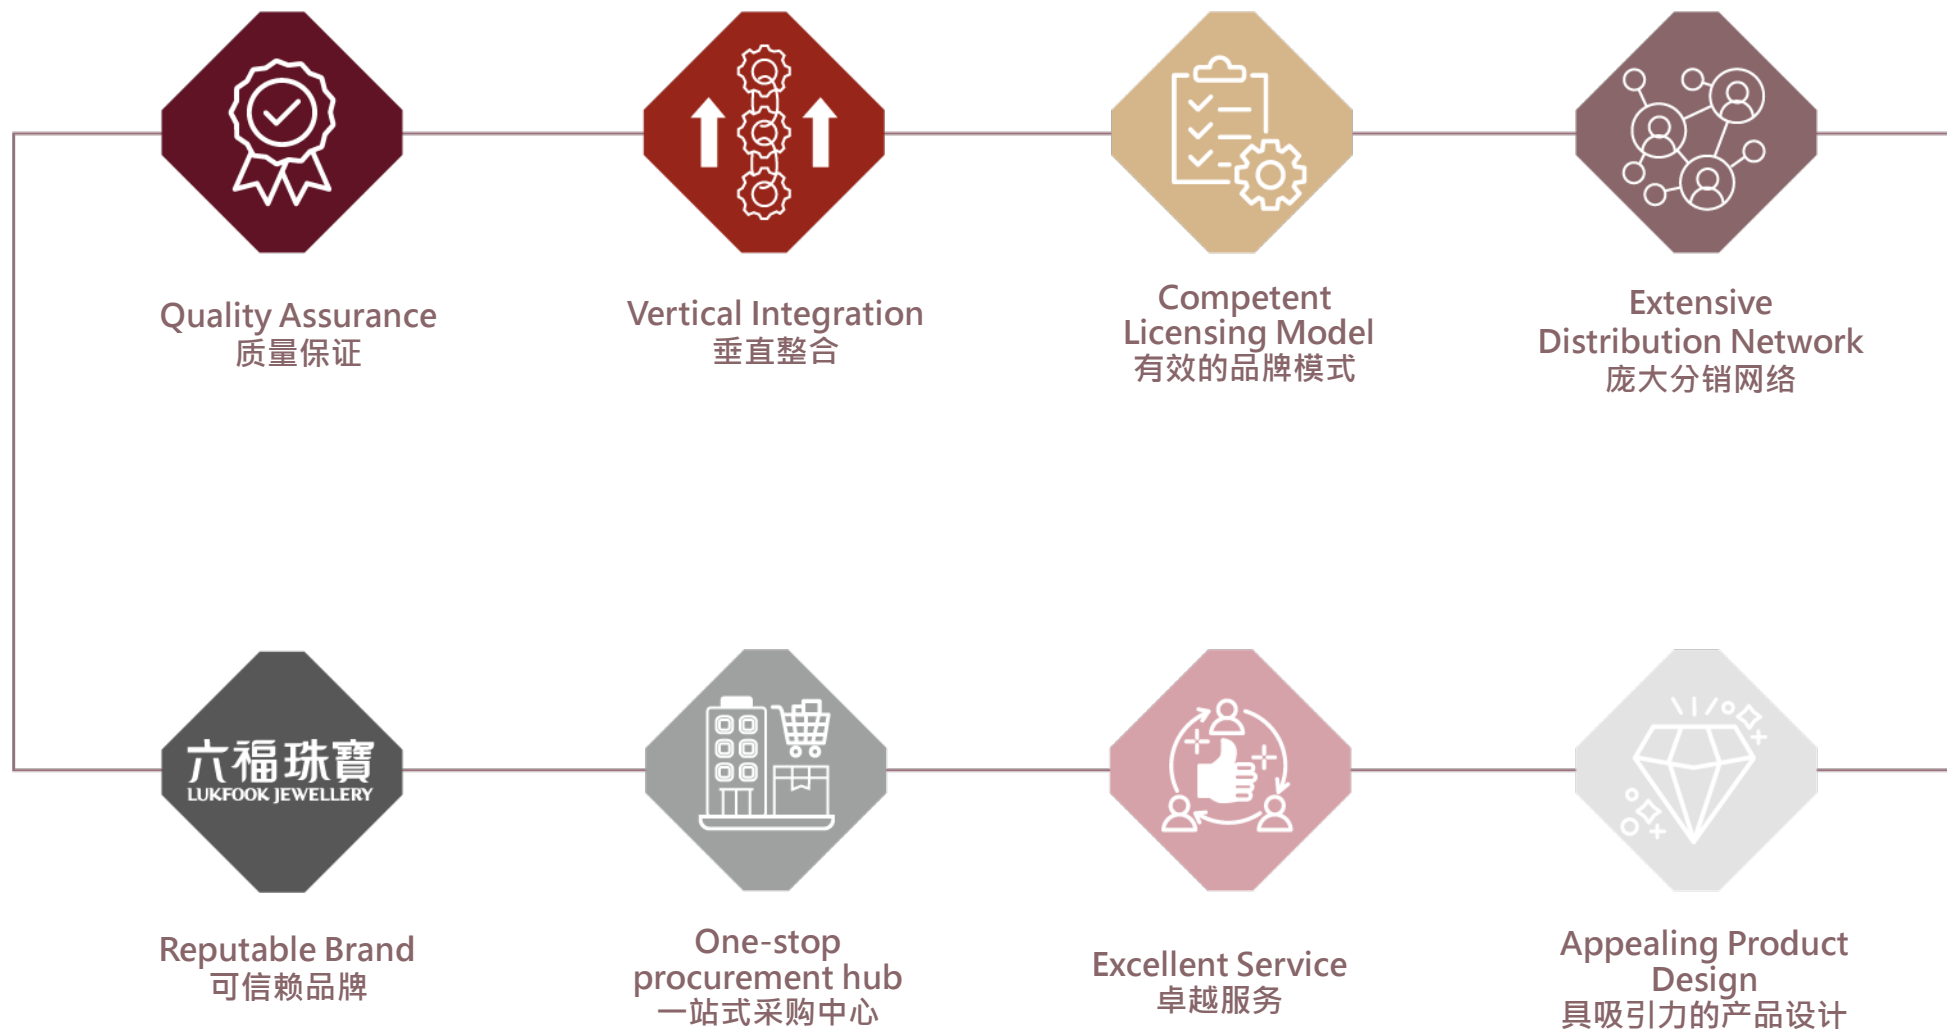 Quality Assurance
质量保证
Vertical Integration
垂直整合
Competent
Licensing Model
有效的品牌模式
Extensive
Distribution Network
庞大分销网络
六福珠寶
LUKFOOK JEWELLERY
Reputable Brand
可信赖品牌
One-stop
procurement hub
一站式采购中心
Excellent Service
卓越服务
Appealing Product
Design
具吸引力的产品设计